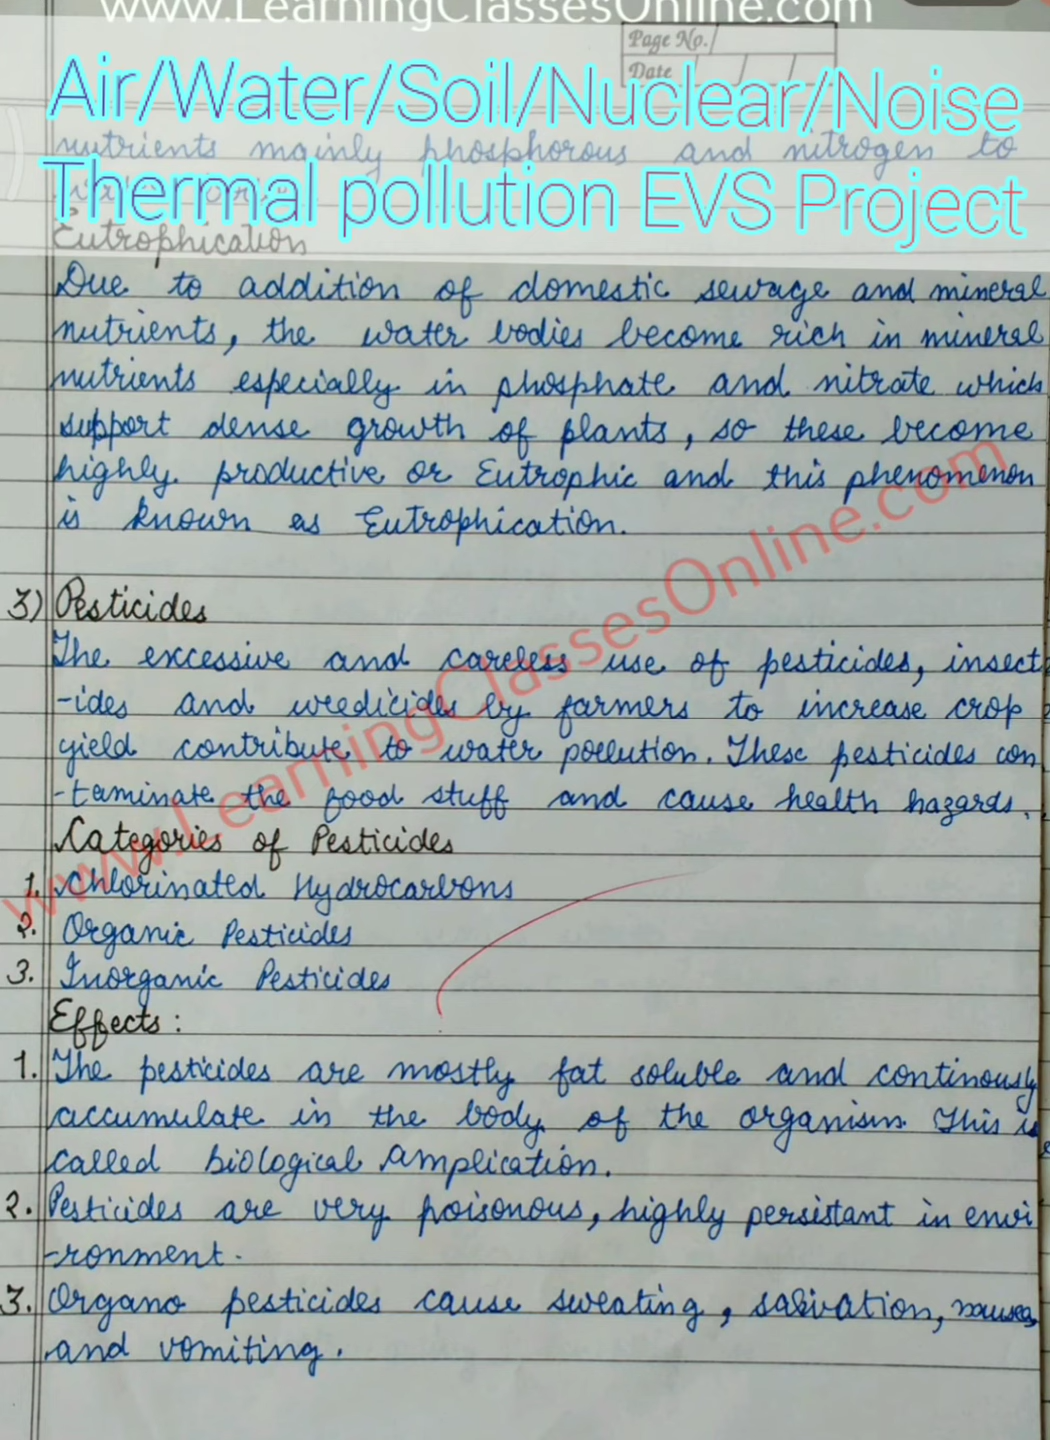 www.LearningClassesOnline.com
Page No.
Date
Air/Water/Soil/Nuclear/Noise
nutrients mainly phosphorous and nitrogen to
Thermal pollution EVS Project
Eutrophication
Due to addition of domestic sewage and mineral
nutrients, the water bodies become rich in mineral
nutrients especially in phosphate and nitrate which
support dense growth of plants, so these become
highly productive or Eutrophic and this phenomenon
is known as Eutrophication.
3) Pesticides
The excessive and careless use of pesticides, insect
-ides and weedicides by farmers to increase crop
yield contribute to water pollution. These pesticides con
-taminate the food stuff and cause health hazards.
Categories of Pesticides
1. Chlorinated Hydrocarbons
2. Organic Pesticides
3. Inorganic Pesticides
Effects :
1. The pesticides are mostly fat soluble and continously
accumulate in the body of the organism. This is
called biological amplication.
2. Pesticides are very poisonous, highly persistant in envi
-ronment.
3. Organo pesticides cause sweating, salivation, nausea,
and vomiting.
www.LearningClassesOnline.com